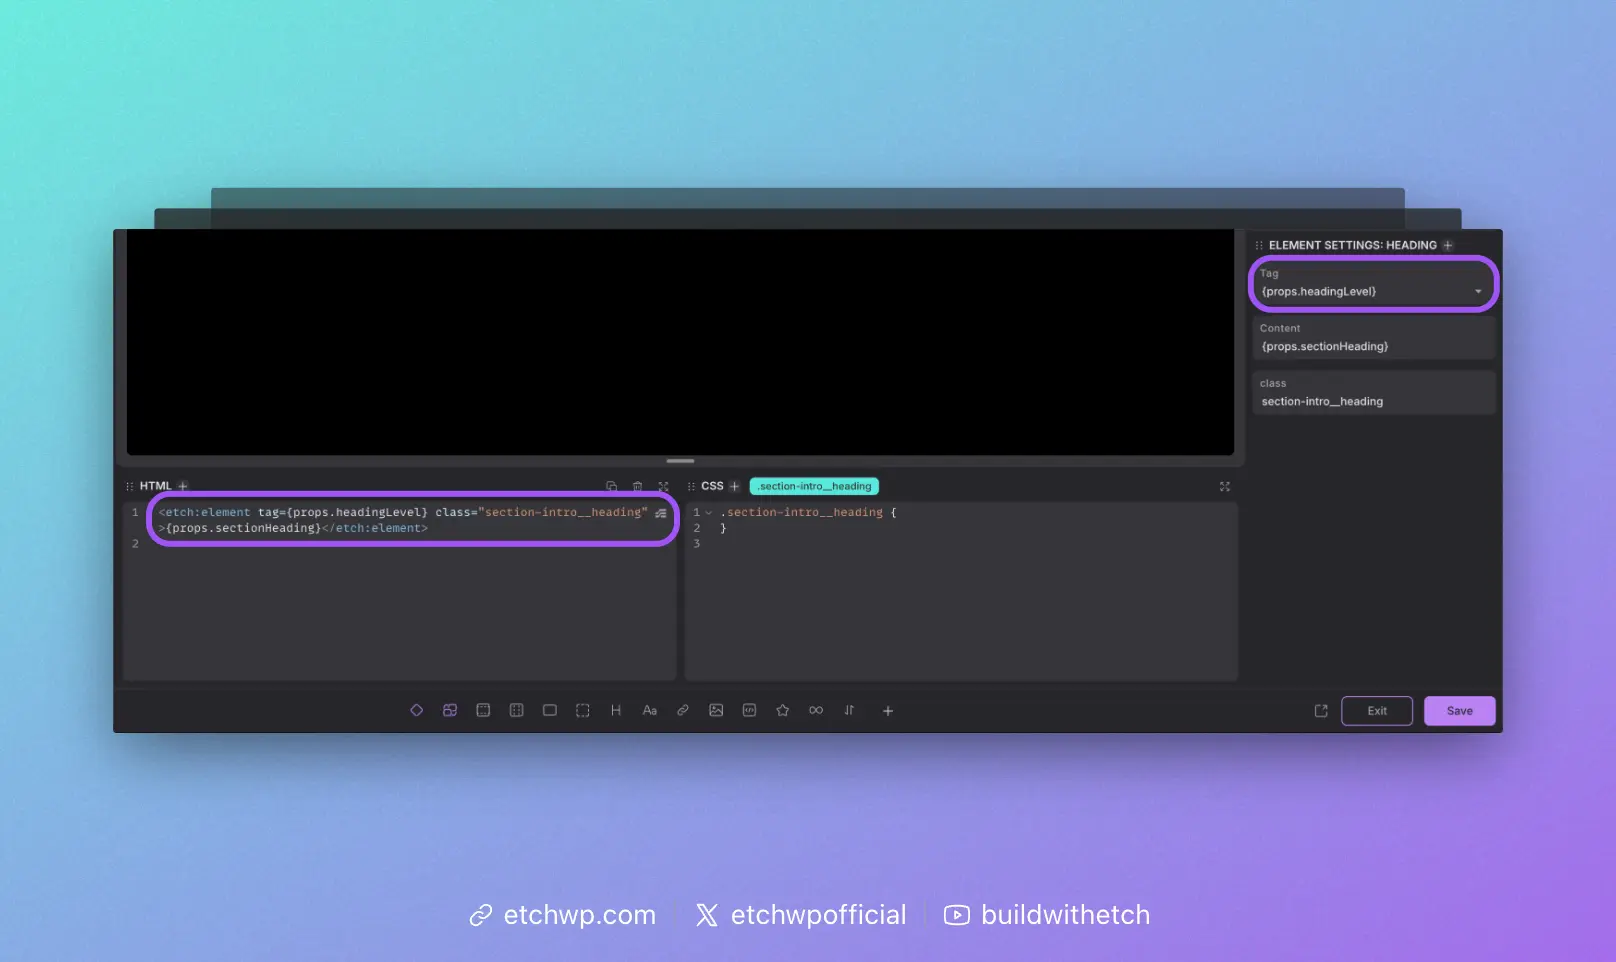 ELEMENT SETTINGS: HEADING
Tag
{props.headingLevel}
Content
{props.sectionHeading}
class
section-intro__heading
HTML
1 <etch:element tag={props.headingLevel} class="section-intro__heading"
>{props.sectionHeading}</etch:element>
2
CSS .section-intro__heading
1 .section-intro__heading {
2 }
3
H Aa
Exit Save
etchwp.com etchwpofficial buildwithetch